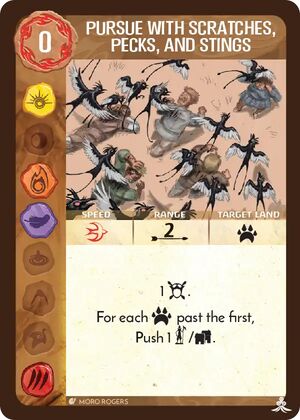 0
PURSUE WITH SCRATCHES,
PECKS, AND STINGS
SPEED RANGE TARGET LAND
2
1 .
For each past the first,
Push 1 / .
MORO ROGERS